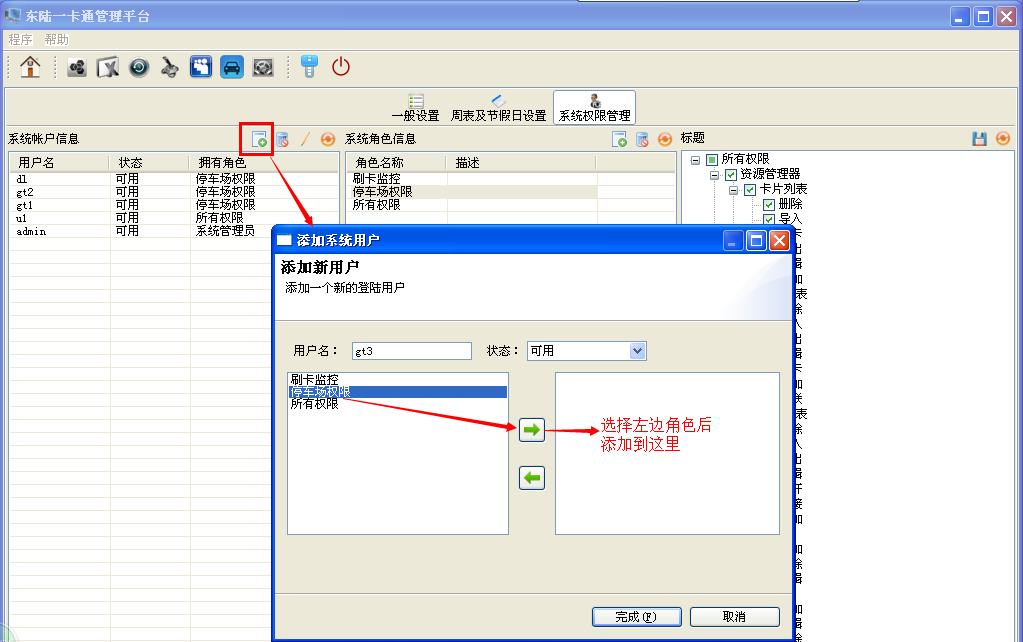 东陆一卡通管理平台
程序 帮助
一般设置 周表及节假日设置 系统权限管理
系统帐户信息 系统角色信息 标题
用户名 状态 拥有角色
d1 可用 停车场权限
gt2 可用 停车场权限
gt1 可用 停车场权限
u1 可用 所有权限
admin 可用 系统管理员
角色名称 描述
刷卡监控
停车场权限
所有权限
所有权限
资源管理器
卡片列表
删除
导入
添加系统用户
添加新用户
添加一个新的登陆用户
用户名： gt3 状态： 可用
刷卡监控
停车场权限
所有权限
选择左边角色后
添加到这里
完成(F) 取消